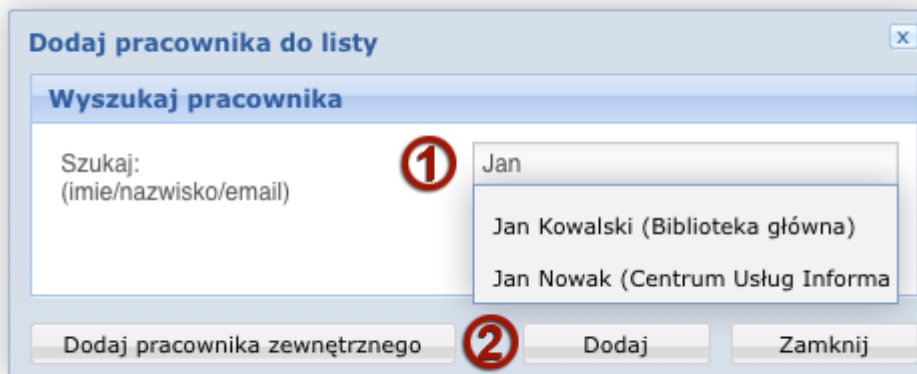 Dodaj pracownika do listy
x
Wyszukaj pracownika
Szukaj:
(imie/nazwisko/email)
1
Jan
Jan Kowalski (Biblioteka główna)
Jan Nowak (Centrum Usług Informa
Dodaj pracownika zewnętrznego
2
Dodaj
Zamknij